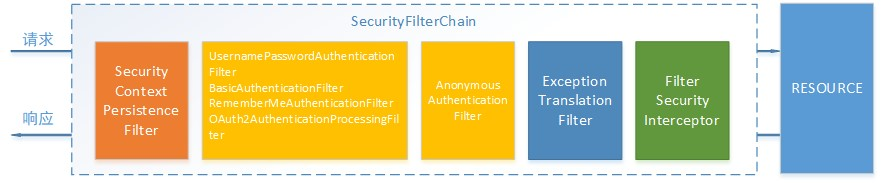 SecurityFilterChain
请求
响应
Security
Context
Persistence
Filter
UsernamePasswordAuthentication
Filter
BasicAuthenticationFilter
RememberMeAuthenticationFilter
OAuth2AuthenticationProcessingFil
ter
Anonymous
Authentication
Filter
Exception
Translation
Filter
Filter
Security
Interceptor
RESOURCE